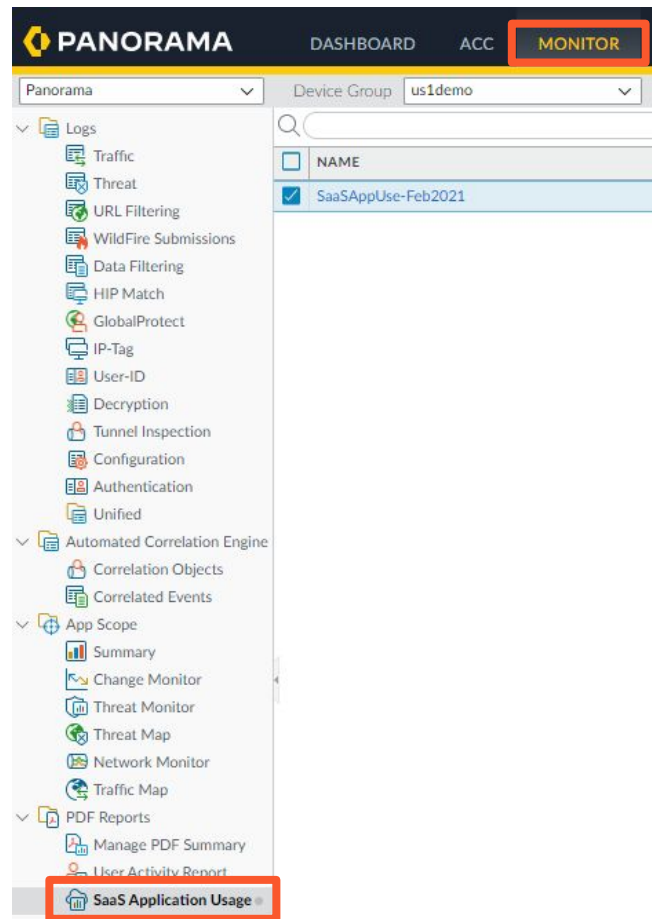 PANORAMA DASHBOARD ACC MONITOR
Panorama Device Group us1demo
Logs
Traffic
Threat
URL Filtering
WildFire Submissions
Data Filtering
HIP Match
GlobalProtect
IP-Tag
User-ID
Decryption
Tunnel Inspection
Configuration
Authentication
Unified
Automated Correlation Engine
Correlation Objects
Correlated Events
App Scope
Summary
Change Monitor
Threat Monitor
Threat Map
Network Monitor
Traffic Map
PDF Reports
Manage PDF Summary
User Activity Report
SaaS Application Usage
NAME
SaaSAppUse-Feb2021